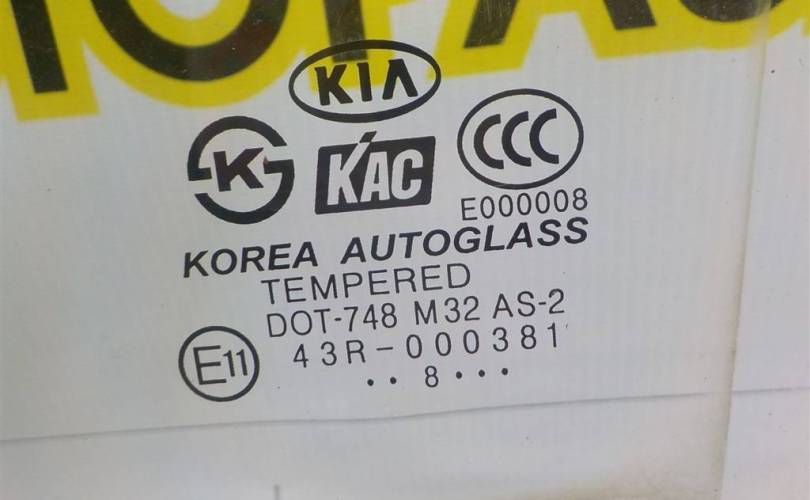 KIA
K KAC CCC
E000008
KOREA AUTOGLASS
TEMPERED
DOT-748 M32 AS-2
E11 43R-000381
•• 8 •••